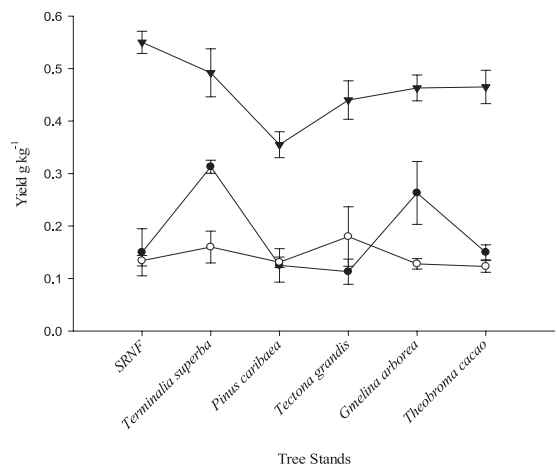 0.6
0.5
0.4
0.3
0.2
0.1
0.0
Yield g kg⁻¹
SRNF
Terminalia superba
Pinus caribaea
Tectona grandis
Gmelina arborea
Theobroma cacao
Tree Stands